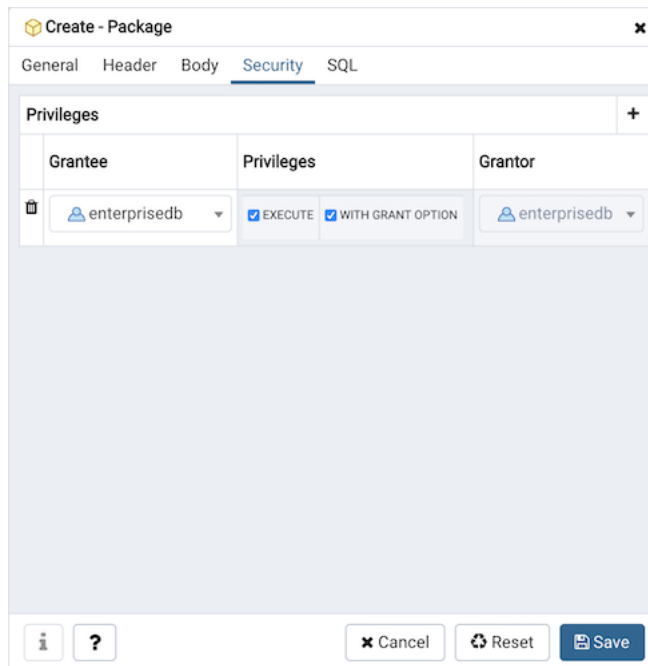 Create - Package
General Header Body Security SQL
Privileges
Grantee Privileges Grantor
enterprisedb EXECUTE WITH GRANT OPTION enterprisedb
i ? Cancel Reset Save